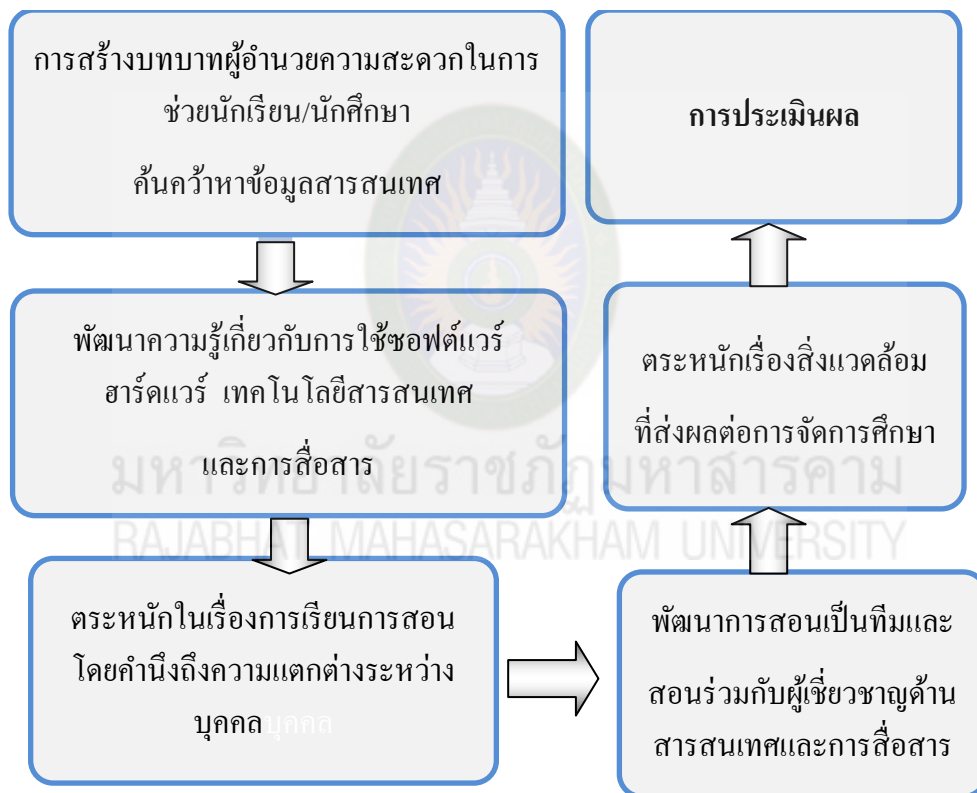 การสร้างบทบาทผู้อำนวยความสะดวกในการ
ช่วยนักเรียน/นักศึกษา
ค้นคว้าหาข้อมูลสารสนเทศ
พัฒนาความรู้เกี่ยวกับการใช้ซอฟต์แวร์
ฮาร์ดแวร์ เทคโนโลยีสารสนเทศ
และการสื่อสาร
ตระหนักในเรื่องการเรียนการสอน
โดยคำนึงถึงความแตกต่างระหว่าง
บุคคลบุคคล
พัฒนาการสอนเป็นทีมและ
สอนร่วมกับผู้เชี่ยวชาญด้าน
สารสนเทศและการสื่อสาร
ตระหนักเรื่องสิ่งแวดล้อม
ที่ส่งผลต่อการจัดการศึกษา
การประเมินผล
มหาวิทยาลัยราชภัฏมหาสารคาม
RAJABHAT MAHASARAKHAM UNIVERSITY